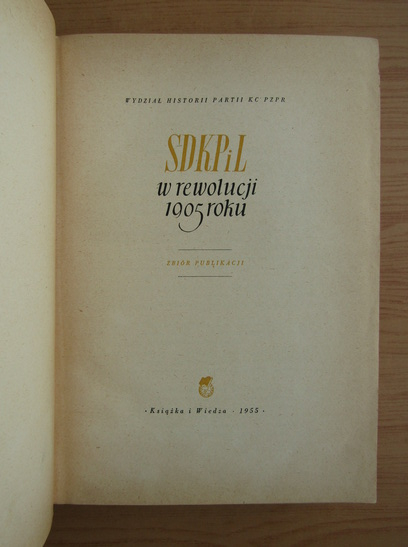 WYDZIAŁ HISTORII PARTII KC PZPR
SDKPiL
w rewolucji
1905 roku
ZBIÓR PUBLIKACJI
· Książka i Wiedza · 1955 ·